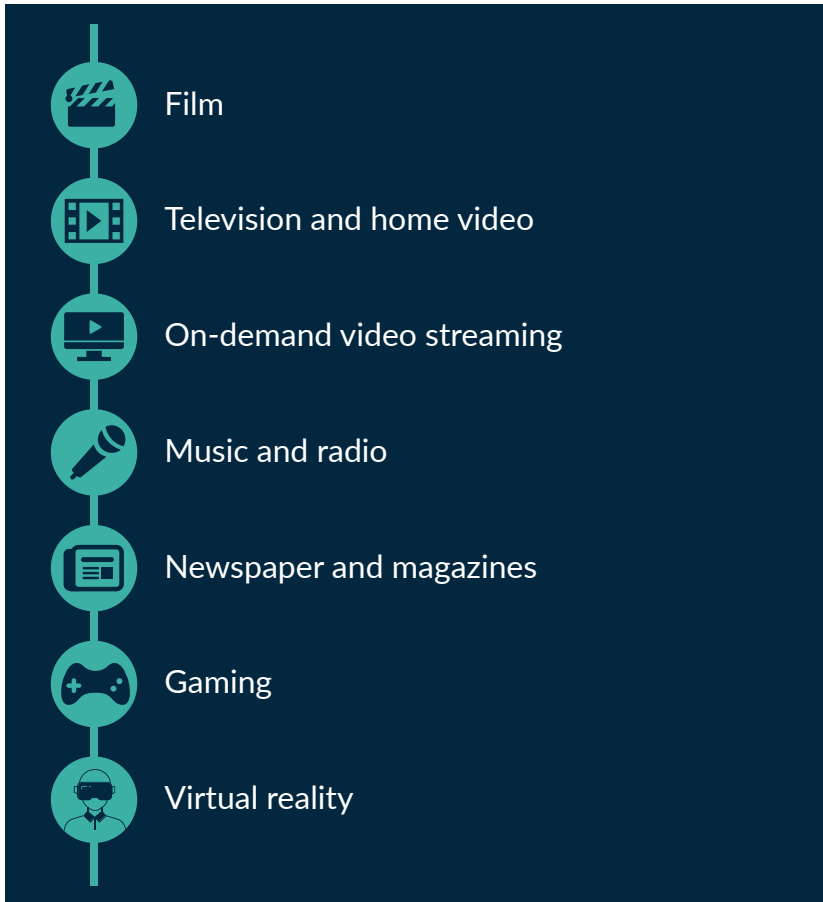 Film
Television and home video
On-demand video streaming
Music and radio
Newspaper and magazines
Gaming
Virtual reality